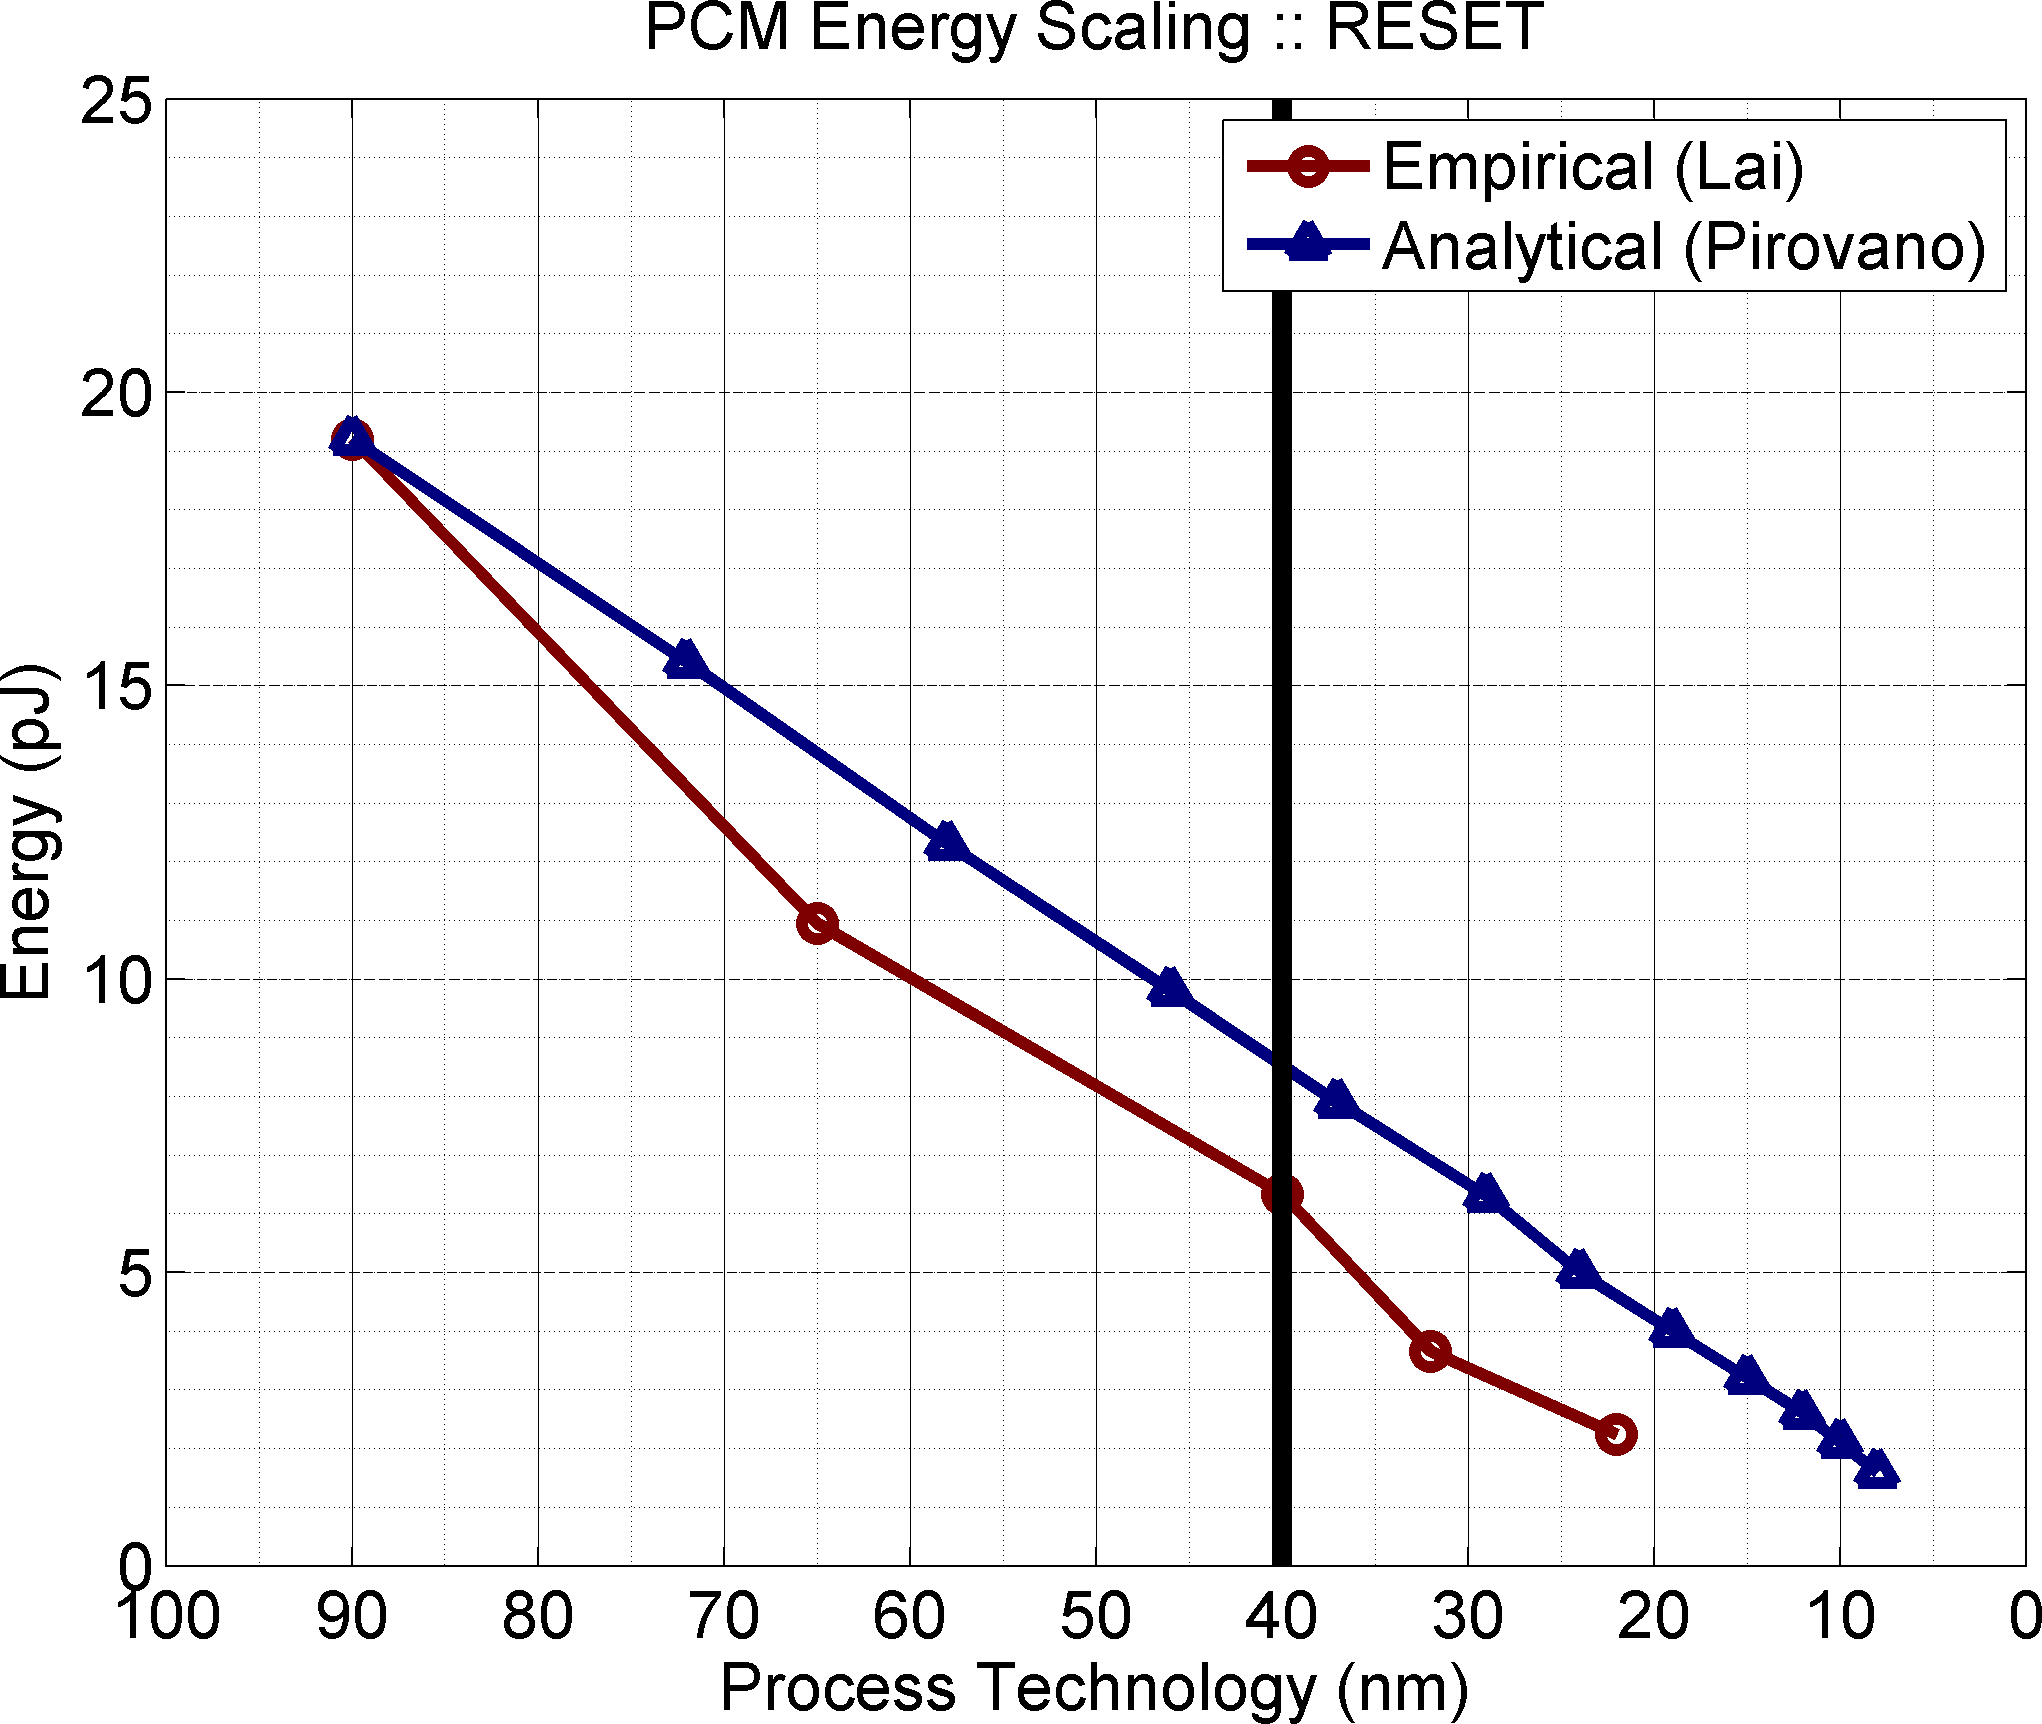 PCM Energy Scaling :: RESET
Empirical (Lai)
Analytical (Pirovano)
Energy (pJ)
25
20
15
10
5
0
100 90 80 70 60 50 40 30 20 10 0
Process Technology (nm)